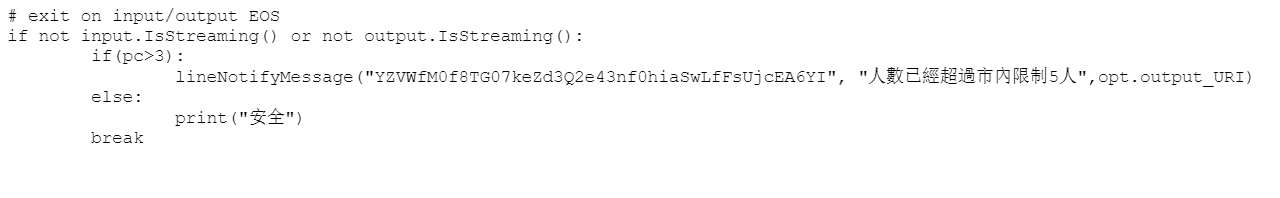 # exit on input/output EOS
if not input.IsStreaming() or not output.IsStreaming():
        if(pc>3):
                lineNotifyMessage("YZVWfM0f8TG07keZd3Q2e43nf0hiaSwLfFsUjcEA6YI", "人數已經超過市內限制5人",opt.output_URI)
        else:
                print("安全")
        break